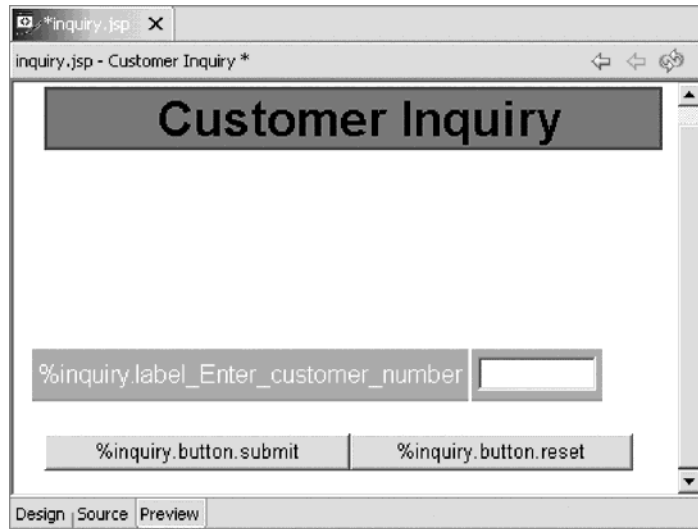 *inquiry.jsp
inquiry.jsp - Customer Inquiry *
Customer Inquiry
%inquiry.label_Enter_customer_number
%inquiry.button.submit %inquiry.button.reset
Design Source Preview